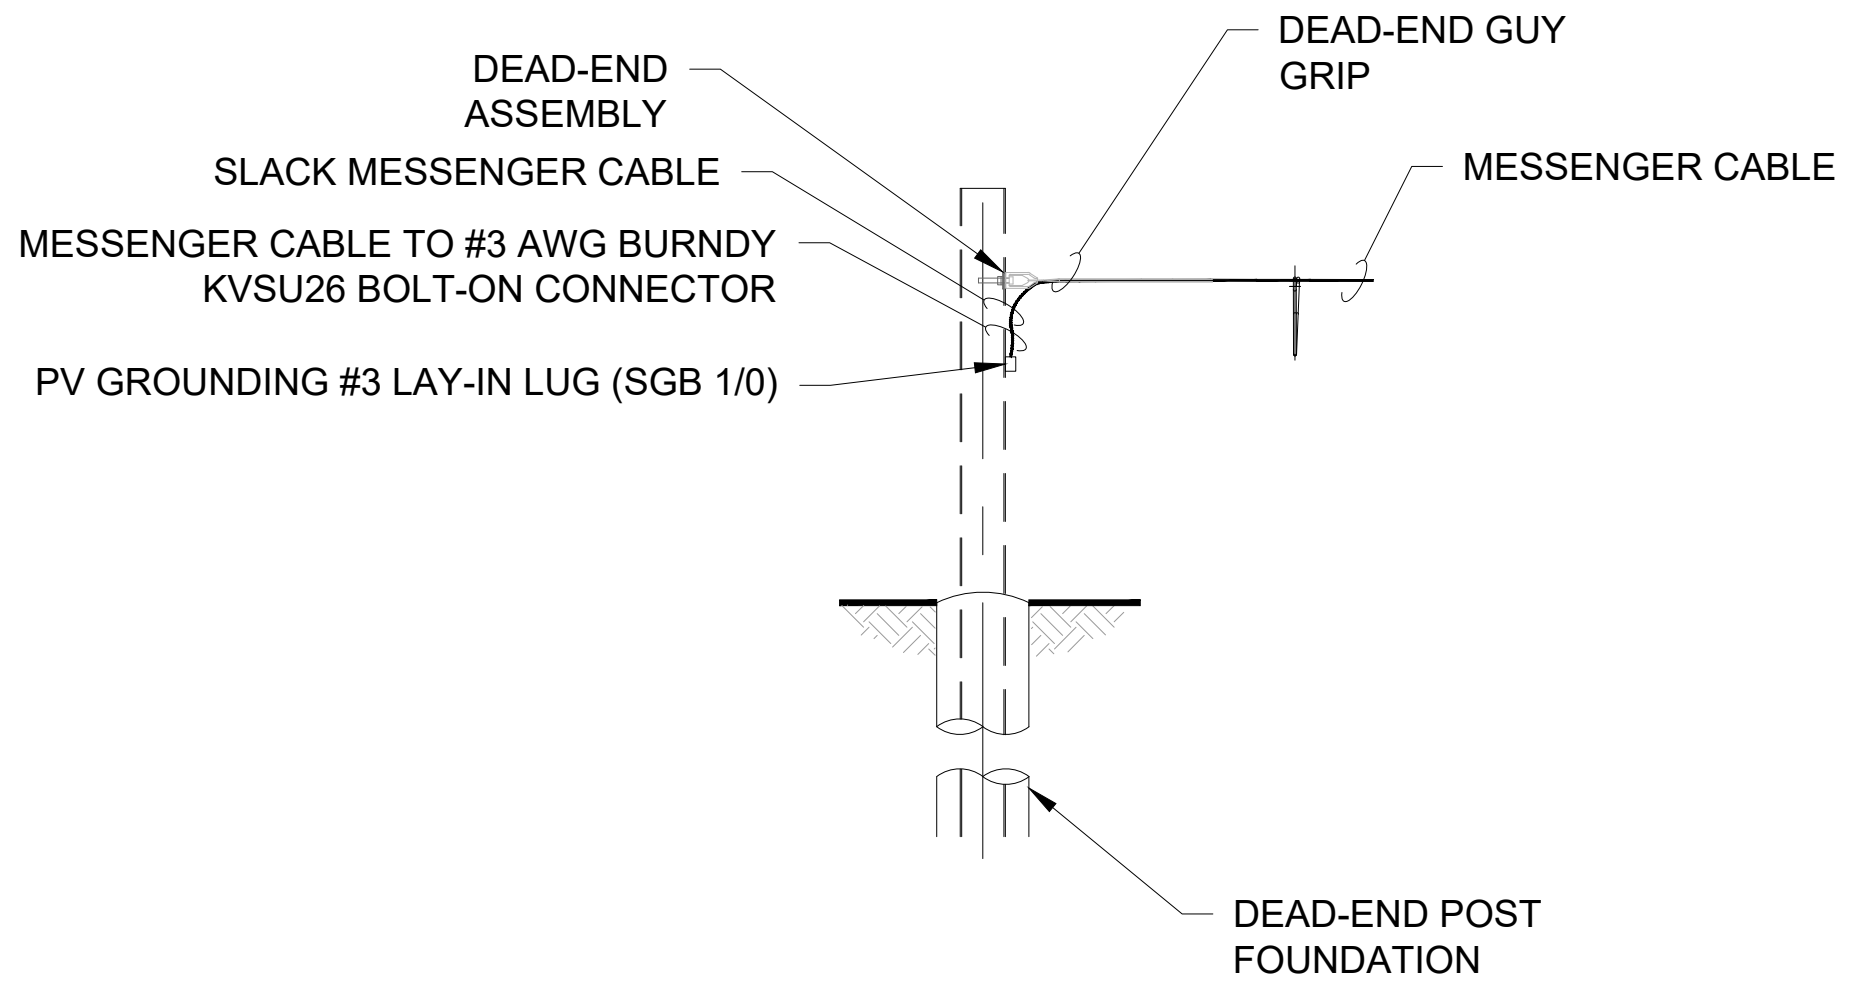 DEAD-END GUY
GRIP
DEAD-END
ASSEMBLY
SLACK MESSENGER CABLE
MESSENGER CABLE
MESSENGER CABLE TO #3 AWG BURNDY
KVSU26 BOLT-ON CONNECTOR
PV GROUNDING #3 LAY-IN LUG (SGB 1/0)
DEAD-END POST
FOUNDATION